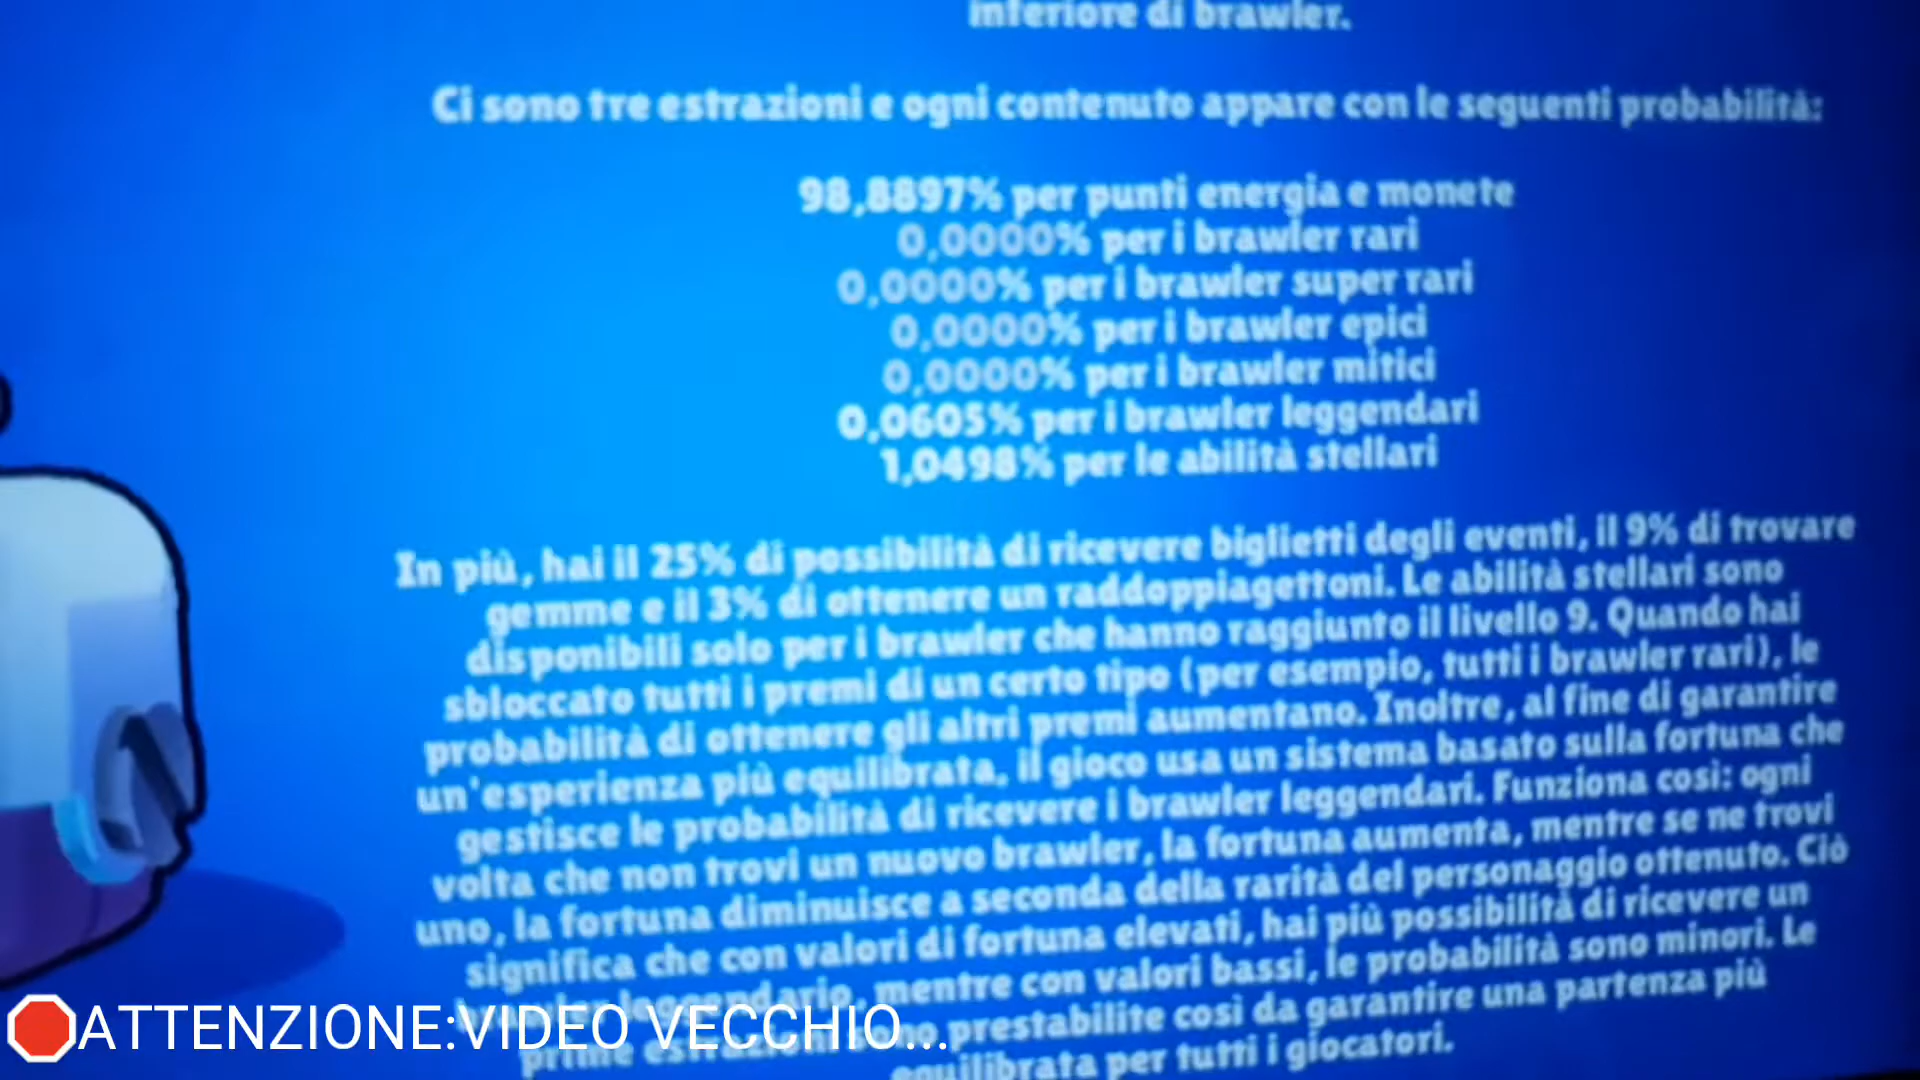 inferiore di brawler.
Ci sono tre estrazioni e ogni contenuto appare con le seguenti probabilità:
98,8897% per punti energia e monete
0,0000% per i brawler rari
0,0000% per i brawler super rari
0,0000% per i brawler epici
0,0000% per i brawler mitici
0,0605% per i brawler leggendari
1,0498% per le abilità stellari
In più, hai il 25% di possibilità di ricevere biglietti degli eventi, il 9% di trovare
gemme e il 3% di ottenere un raddoppiagettoni. Le abilità stellari sono
disponibili solo per i brawler che hanno raggiunto il livello 9. Quando hai
sbloccato tutti i premi di un certo tipo (per esempio, tutti i brawler rari), le
probabilità di ottenere gli altri premi aumentano. Inoltre, al fine di garantire
un'esperienza più equilibrata, il gioco usa un sistema basato sulla fortuna che
gestisce le probabilità di ricevere i brawler leggendari. Funziona così: ogni
volta che non trovi un nuovo brawler, la fortuna aumenta, mentre se ne trovi
uno, la fortuna diminuisce a seconda della rarità del personaggio ottenuto. Ciò
significa che con valori di fortuna elevati, hai più possibilità di ricevere un
leggendario, mentre con valori bassi, le probabilità sono minori. Le
prime estrazioni prestabilite così da garantire una partenza più
equilibrata per tutti i giocatori.
ATTENZIONE:VIDEO VECCHIO...